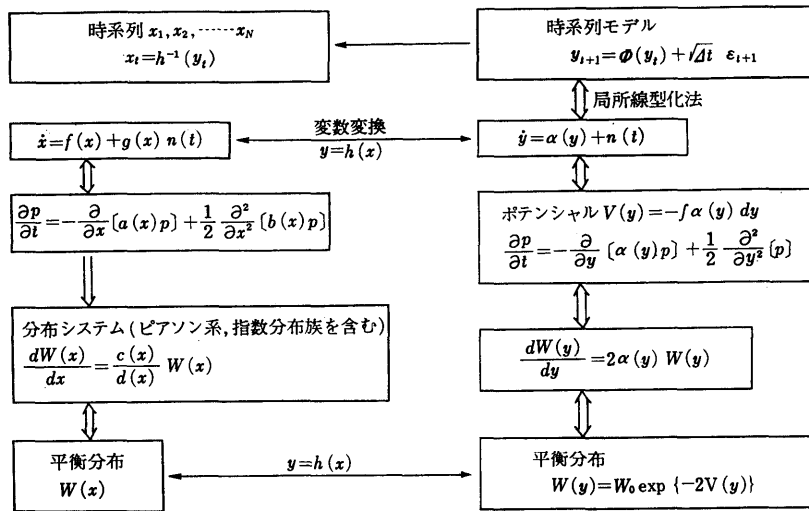 時系列 x₁, x₂, ······x_N
x_t=h⁻¹(y_t)
時系列モデル
y_{t+1}=Φ(y_t)+√Δt ε_{t+1}
局所線型化法
ẋ=f(x)+g(x) n(t)
変数変換
y=h(x)
ẏ=α(y)+n(t)
∂p/∂t=-∂/∂x[a(x)p]+1/2 ∂²/∂x²[b(x)p]
ポテンシャル V(y)=-∫α(y) dy
∂p/∂t=-∂/∂y[α(y)p]+1/2 ∂²/∂y²[p]
分布システム(ピアソン系,指数分布族を含む)
dW(x)/dx=c(x)/d(x) W(x)
dW(y)/dy=2α(y) W(y)
平衡分布
W(x)
y=h(x)
平衡分布
W(y)=W₀exp {-2V(y)}